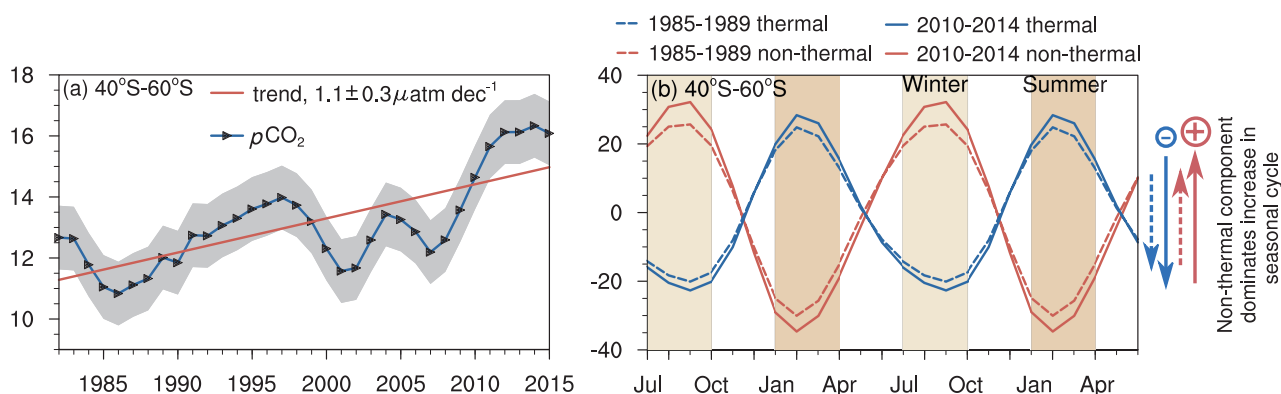 1985-1989 thermal
2010-2014 thermal
1985-1989 non-thermal
2010-2014 non-thermal
(a) 40°S-60°S
trend, 1.1±0.3μatm dec⁻¹
pCO₂
18
16
14
12
10
1985 1990 1995 2000 2005 2010 2015
(b) 40°S-60°S
Winter
Summer
40
20
0
-20
-40
Jul Oct Jan Apr Jul Oct Jan Apr
- +
Non-thermal component
dominates increase in
seasonal cycle